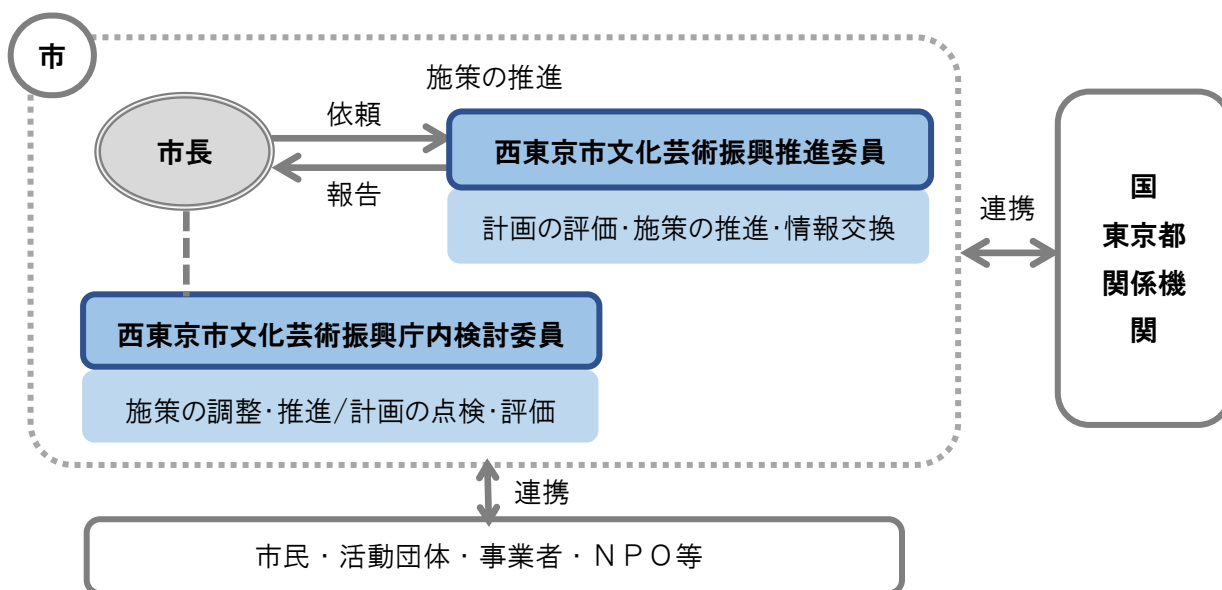 市
施策の推進
依頼
市長
西東京市文化芸術振興推進委員
報告
計画の評価･施策の推進･情報交換
連携
国
東京都
関係機
関
西東京市文化芸術振興庁内検討委員
施策の調整･推進/計画の点検･評価
連携
市民・活動団体・事業者・ＮＰＯ等